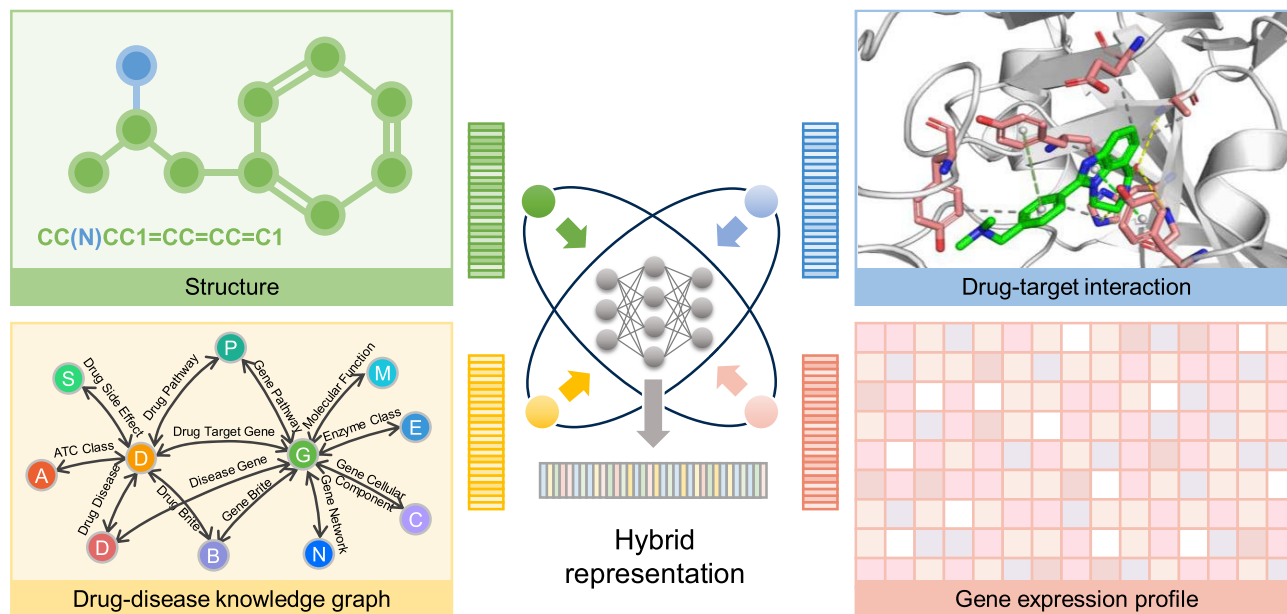 CC(N)CC1=CC=CC=C1
Structure
Drug-target interaction
P
S
M
Drug Side Effect
Drug Pathway
Gene Pathway
Molecular Function
Drug Target Gene
Enzyme Class
E
ATC Class
D
G
A
Disease Gene
Gene Cellular
Component
Drug Disease
Drug Brite
Gene Brite
Gene Network
C
D
B
N
Drug-disease knowledge graph
Hybrid
representation
Gene expression profile